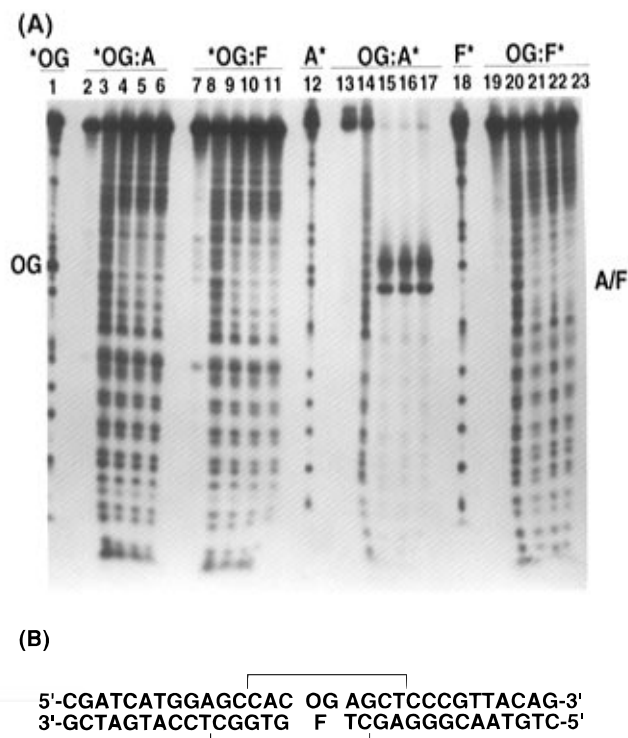 (A)
*OG *OG:A *OG:F A* OG:A* F* OG:F*
1 2 3 4 5 6 7 8 9 10 11 12 13 14 15 16 17 18 19 20 21 22 23
OG
A/F
(B)
5'-CGATCATGGAGCCAC OG AGCTCCCGTTACAG-3'
3'-GCTAGTACCTCGGTG F TCGAGGGCAATGTC-5'